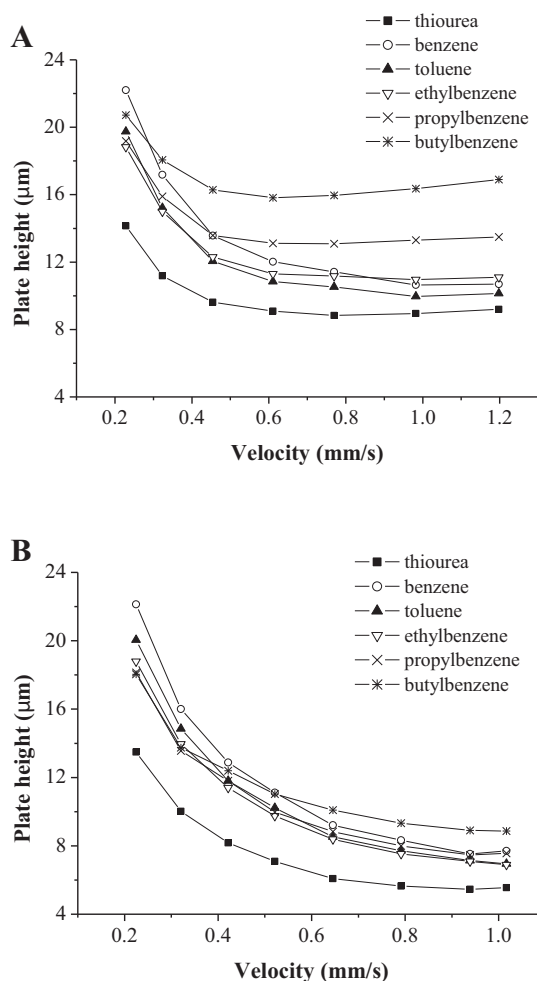 A
thiourea
benzene
toluene
ethylbenzene
propylbenzene
butylbenzene
24
20
16
12
8
4
Plate height (μm)
0.2 0.4 0.6 0.8 1.0 1.2
Velocity (mm/s)
B
thiourea
benzene
toluene
ethylbenzene
propylbenzene
butylbenzene
24
20
16
12
8
4
Plate height (μm)
0.2 0.4 0.6 0.8 1.0
Velocity (mm/s)